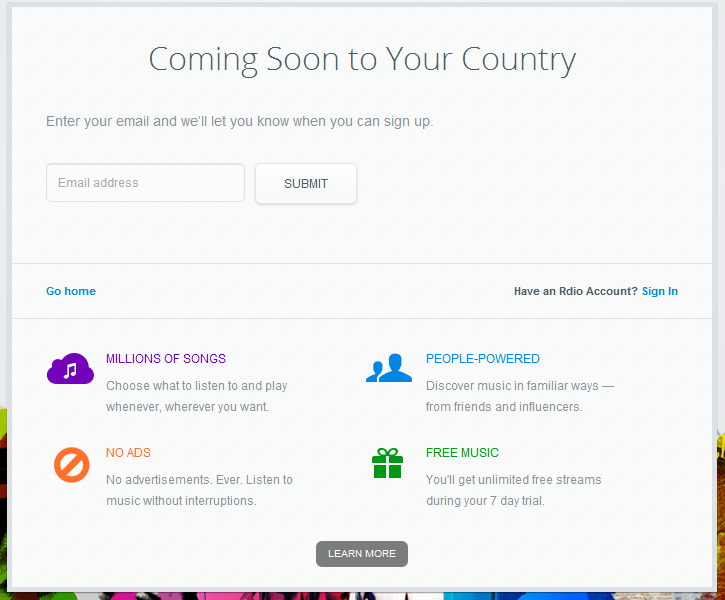 Coming Soon to Your Country
Enter your email and we'll let you know when you can sign up.
Email address
SUBMIT
Go home
Have an Rdio Account? Sign In
MILLIONS OF SONGS
Choose what to listen to and play
whenever, wherever you want.
PEOPLE-POWERED
Discover music in familiar ways —
from friends and influencers.
NO ADS
No advertisements. Ever. Listen to
music without interruptions.
FREE MUSIC
You'll get unlimited free streams
during your 7 day trial.
LEARN MORE